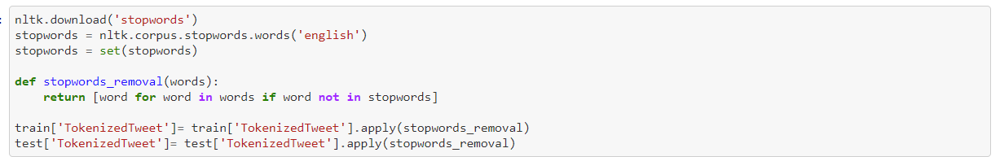 nltk.download('stopwords')
stopwords = nltk.corpus.stopwords.words('english')
stopwords = set(stopwords)

def stopwords_removal(words):
    return [word for word in words if word not in stopwords]

train['TokenizedTweet']= train['TokenizedTweet'].apply(stopwords_removal)
test['TokenizedTweet']= test['TokenizedTweet'].apply(stopwords_removal)